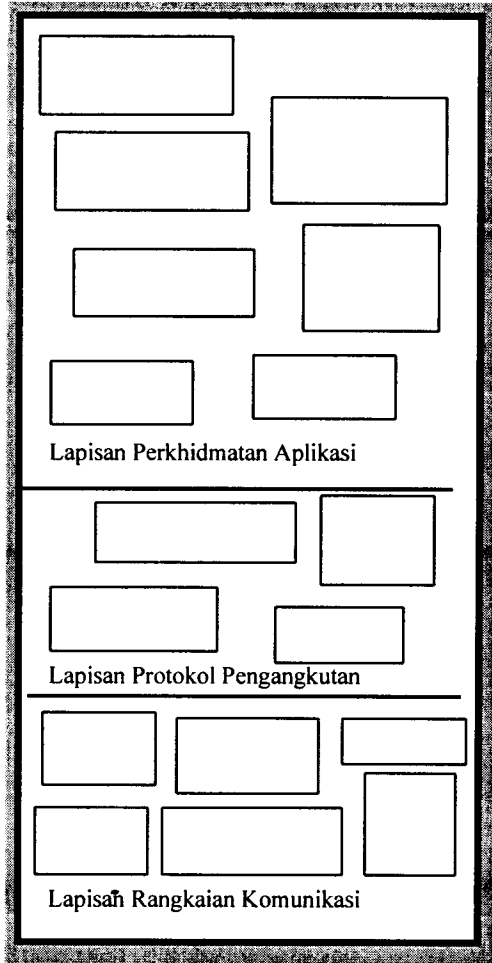 Lapisan Perkhidmatan Aplikasi
Lapisan Protokol Pengangkutan
Lapisan Rangkaian Komunikasi